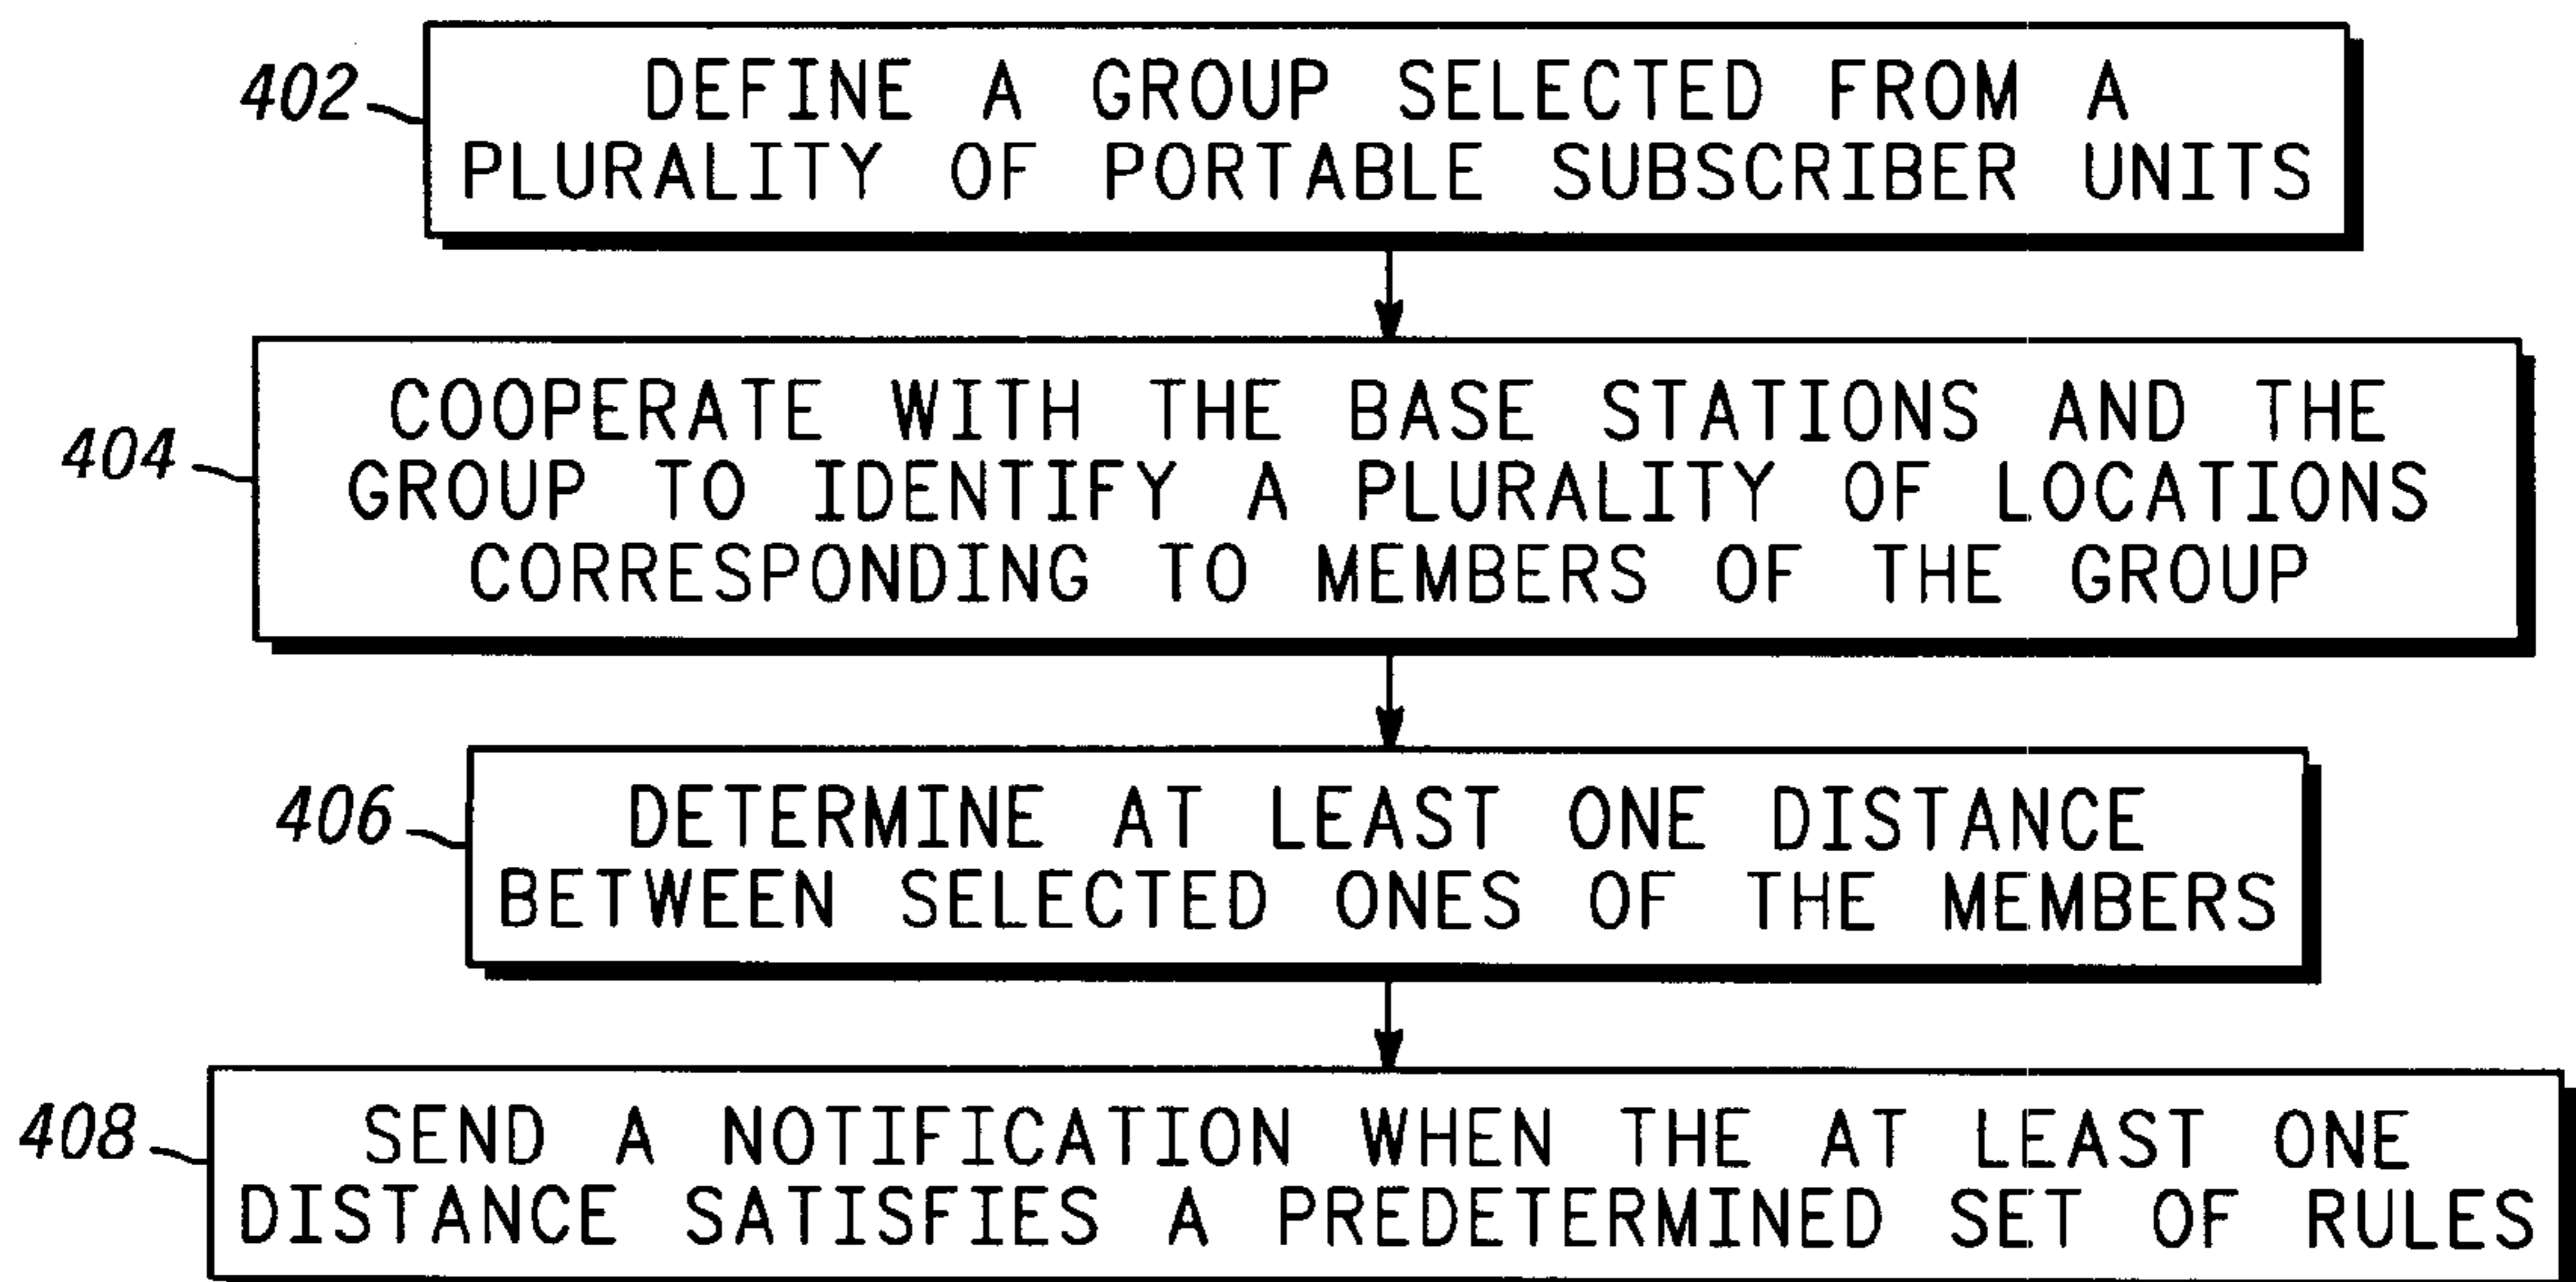 402
DEFINE A GROUP SELECTED FROM A
PLURALITY OF PORTABLE SUBSCRIBER UNITS
404
COOPERATE WITH THE BASE STATIONS AND THE
GROUP TO IDENTIFY A PLURALITY OF LOCATIONS
CORRESPONDING TO MEMBERS OF THE GROUP
406
DETERMINE AT LEAST ONE DISTANCE
BETWEEN SELECTED ONES OF THE MEMBERS
408
SEND A NOTIFICATION WHEN THE AT LEAST ONE
DISTANCE SATISFIES A PREDETERMINED SET OF RULES